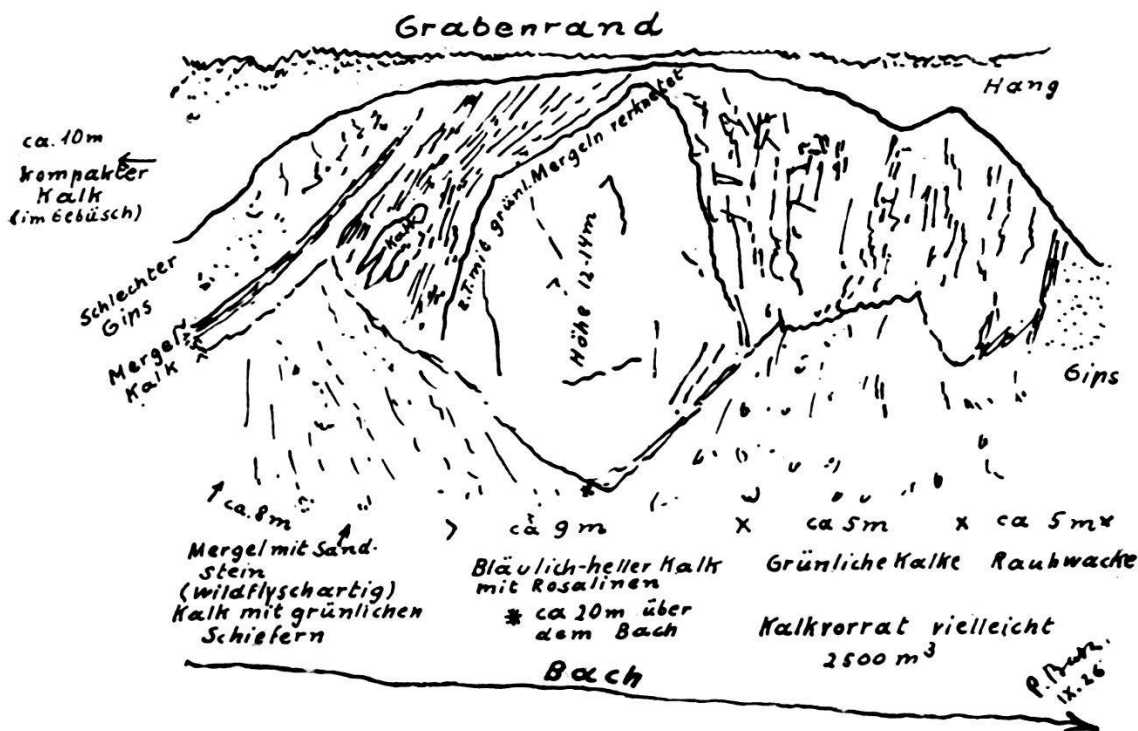 Grabenrand
Hang
ca. 10m
kompakter
Kalk
(im Gebüsch)
Schlechter
Gips
Mergel
Kalk
Kalk
z.T. mit grünl. Mergeln verknetet
Höhe 12-14m
Gips
ca. 8m
Mergel mit Sand-
stein
(wildflyschartig)
Kalk mit grünlichen
Schiefern
ca 9m
Bläulich-heller Kalk
mit Rosalinen
* ca 20m über
dem Bach
x ca 5m x ca 5m x
Grünliche Kalke Rauhwacke
Kalkvorrat vielleicht
2500 m³
Bach
P.
IX.26